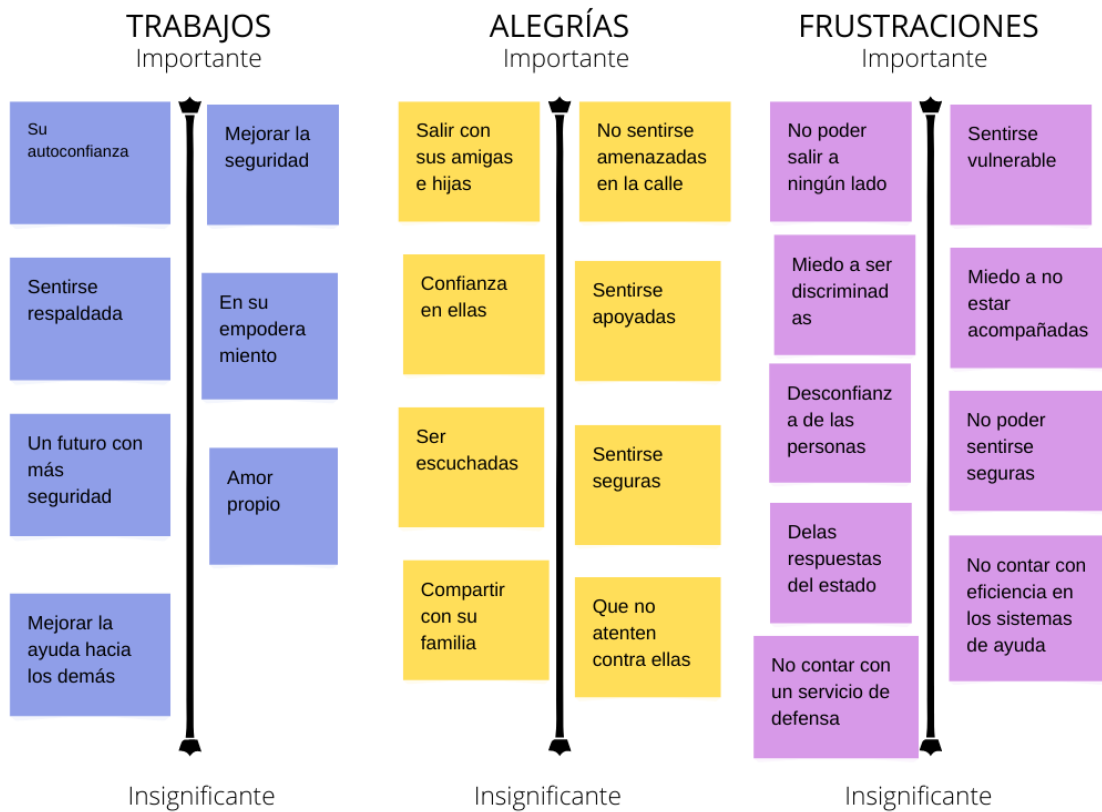 TRABAJOS
Importante
Su
autoconfianza
Mejorar la
seguridad
Sentirse
respaldada
En su
empodera
miento
Un futuro con
más
seguridad
Amor
propio
Mejorar la
ayuda hacia
los demás
Insignificante
ALEGRÍAS
Importante
Salir con
sus amigas
e hijas
No sentirse
amenazadas
en la calle
Confianza
en ellas
Sentirse
apoyadas
Ser
escuchadas
Sentirse
seguras
Compartir
con su
familia
Que no
atenten
contra ellas
Insignificante
FRUSTRACIONES
Importante
No poder
salir a
ningún lado
Sentirse
vulnerable
Miedo a ser
discriminad
as
Miedo a no
estar
acompañadas
Desconfianz
a de las
personas
No poder
sentirse
seguras
Delas
respuestas
del estado
No contar con
eficiencia en
los sistemas
de ayuda
No contar con
un servicio de
defensa
Insignificante